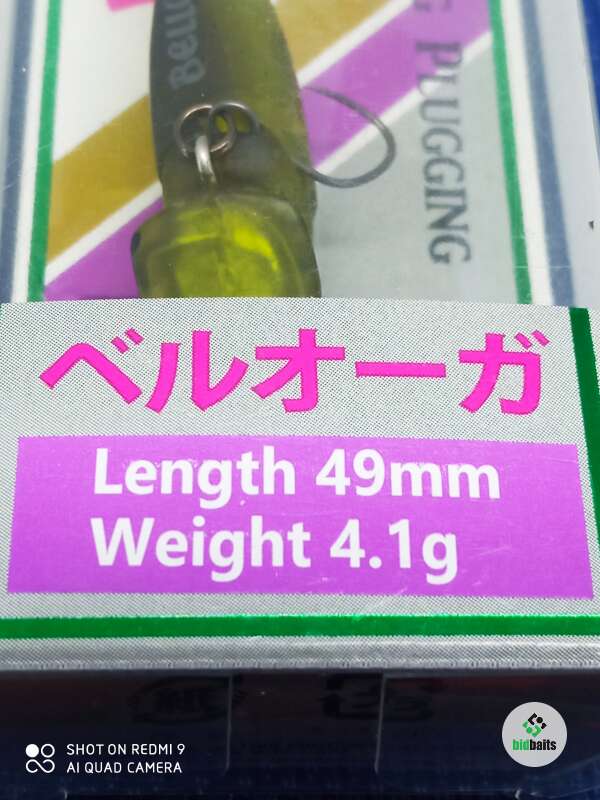 PLUGGING
ベルオーガ
Length 49mm
Weight 4.1g
SHOT ON REDMI 9
AI QUAD CAMERA
bidbaits